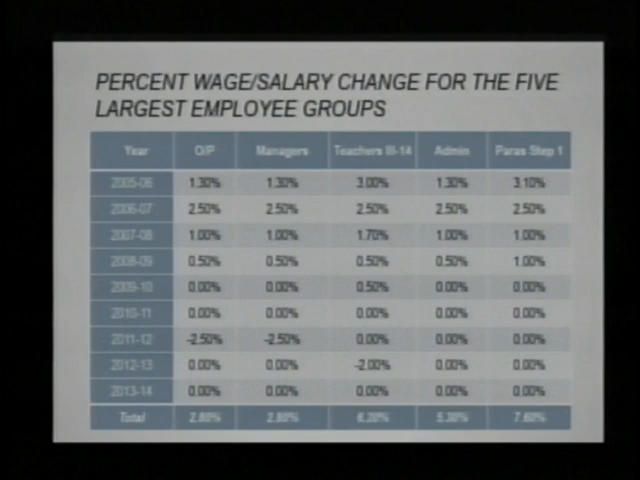 PERCENT WAGE/SALARY CHANGE FOR THE FIVE
LARGEST EMPLOYEE GROUPS
Year O/P Managers Teachers III-14 Admin Paras Step 1
2005-06 1.30% 1.30% 3.00% 1.30% 3.10%
2006-07 2.50% 2.50% 2.50% 2.50% 2.50%
2007-08 1.00% 1.00% 1.70% 1.00% 1.00%
2008-09 0.50% 0.50% 0.50% 0.50% 1.00%
2009-10 0.00% 0.00% 0.50% 0.00% 0.00%
2010-11 0.00% 0.00% 0.00% 0.00% 0.00%
2011-12 -2.50% -2.50% 0.00% 0.00% 0.00%
2012-13 0.00% 0.00% -2.00% 0.00% 0.00%
2013-14 0.00% 0.00% 0.00% 0.00% 0.00%
Total 2.80% 2.80% 6.20% 5.30% 7.60%